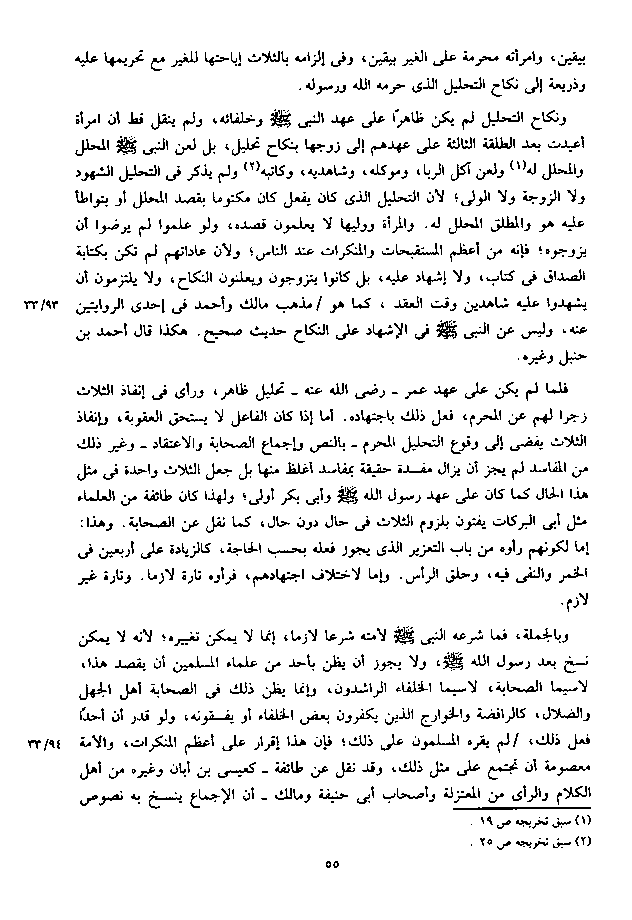 بيقين، وامرأته محرمة على الغير بيقين، وفى إلزامه بالثلاث إباحتها للغير مع تحريمها عليه
وذريعة إلى نكاح التحليل الذى حرمه الله ورسوله.
ونكاح التحليل لم يكن ظاهرًا على عهد النبى ﷺ وخلفائه، ولم ينقل قط أن امرأة
أعيدت بعد الطلقة الثالثة على عهدهم إلى زوجها بنكاح تحليل، بل لعن النبى ﷺ المحلل
والمحلل له(١) ولعن آكل الربا، وموكله، وشاهديه، وكاتبه(٢) ولم يذكر فى التحليل الشهود
ولا الزوجة ولا الولى؛ لأن التحليل الذى كان يفعل كان مكتوما بقصد المحلل أو يتواطأ
عليه هو والمطلق المحلل له. والمرأة ووليها لا يعلمون قصده، ولو علموا لم يرضوا أن
يزوجوه؛ فإنه من أعظم المستقبحات والمنكرات عند الناس؛ ولأن عاداتهم لم تكن بكتابة
الصداق فى كتاب، ولا إشهاد عليه، بل كانوا يتزوجون ويعلنون النكاح، ولا يلتزمون أن
يشهدوا عليه شاهدين وقت العقد ، كما هو /مذهب مالك وأحمد فى إحدى الروايتين ٣٣/٩٣
عنه، وليس عن النبى ﷺ فى الإشهاد على النكاح حديث صحيح. هكذا قال أحمد بن
حنبل وغيره.
فلما لم يكن على عهد عمر ــ رضى الله عنه ــ تحليل ظاهر، ورأى فى إنفاذ الثلاث
زجرا لهم عن المحرم، فعل ذلك باجتهاده. أما إذا كان الفاعل لا يستحق العقوبة، وإنفاذ
الثلاث يفضى إلى وقوع التحليل المحرم ــ بالنص وإجماع الصحابة والاعتقاد ــ وغير ذلك
من المفاسد لم يجز أن يزال مفسدة حقيقة بمفاسد أغلظ منها بل جعل الثلاث واحدة فى مثل
هذا الحال كما كان على عهد رسول الله ﷺ وأبى بكر أولى؛ ولهذا كان طائفة من العلماء
مثل أبى البركات يفتون بلزوم الثلاث فى حال دون حال، كما نقل عن الصحابة. وهذا:
إما لكونهم رأوه من باب التعزير الذى يجوز فعله بحسب الحاجة، كالزيادة على أربعين فى
الخمر والنفى فيه، وحلق الرأس. وإما لاختلاف اجتهادهم، فرأوه تارة لازما. وتارة غير
لازم.
وبالجملة، فما شرعه النبى ﷺ لأمته شرعا لازما، إنما لا يمكن تغييره؛ لأنه لا يمكن
نسخ بعد رسول الله ﷺ، ولا يجوز أن يظن بأحد من علماء المسلمين أن يقصد هذا،
لاسيما الصحابة، لاسيما الخلفاء الراشدون، وإنما يظن ذلك فى الصحابة أهل الجهل
والضلال، كالرافضة والخوارج الذين يكفرون بعض الخلفاء أو يفسقونه، ولو قدر أن أحدًا
فعل ذلك، /لم يقره المسلمون على ذلك؛ فإن هذا إقرار على أعظم المنكرات، والأمة ٣٣/٩٤
معصومة أن تجتمع على مثل ذلك، وقد نقل عن طائفة ــ كعيسى بن أبان وغيره من أهل
الكلام والرأى من المعتزلة وأصحاب أبى حنيفة ومالك ــ أن الإجماع ينسخ به نصوص
(١) سبق تخريجه ص ١٩ .
(٢) سبق تخريجه ص ٢٥ .
٥٥